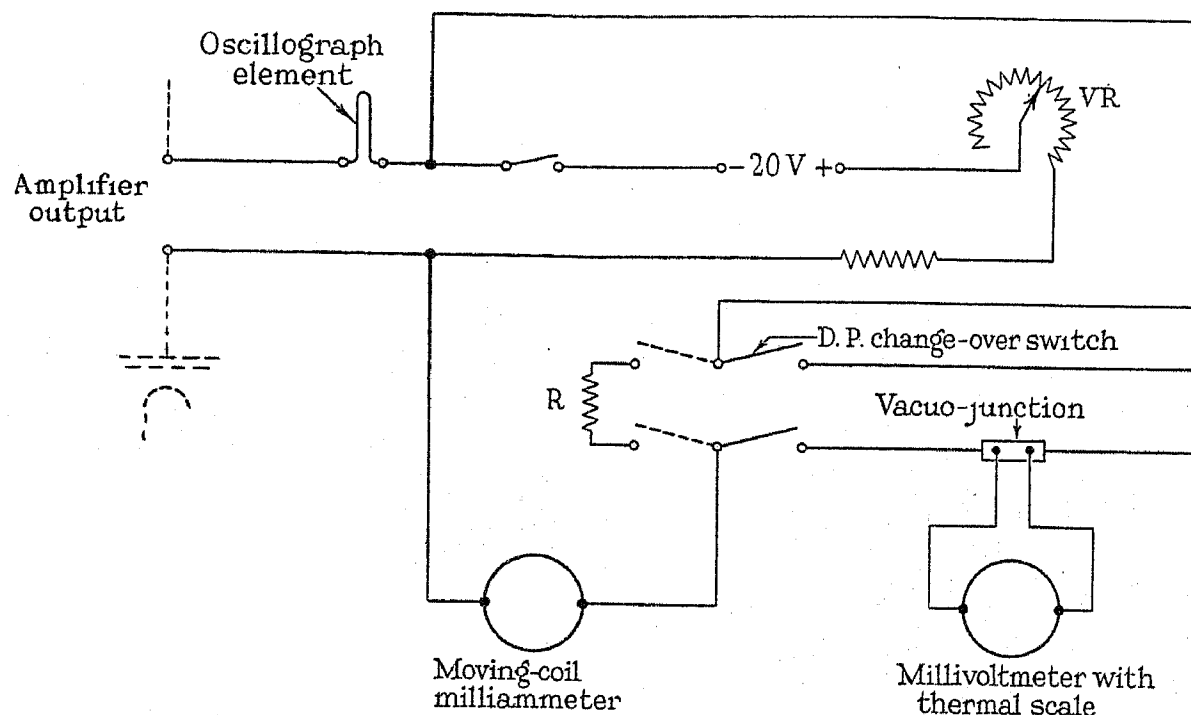 Oscillograph
element
VR
- 20 V +
Amplifier
output
D. P. change-over switch
R
Vacuo-junction
Moving-coil
milliammeter
Millivoltmeter with
thermal scale